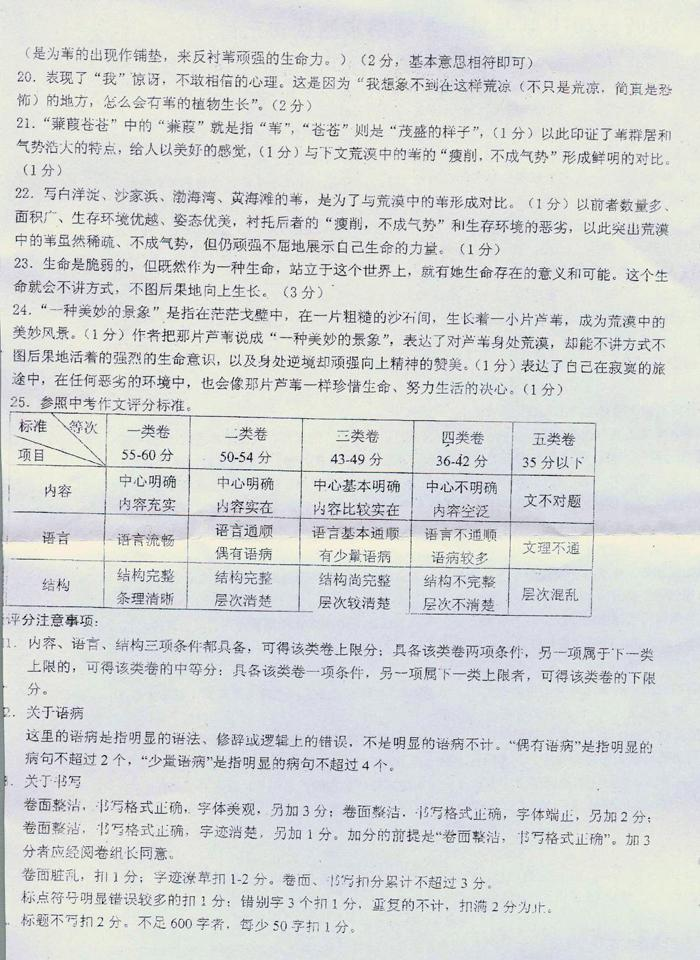 (是为苇的出现作铺垫，来反衬苇顽强的生命力。)(2分，基本意思相符即可)
20．表现了“我”惊讶，不敢相信的心理。这是因为“我想象不到在这样荒凉(不只是荒凉，简直是恐
怖)的地方，怎么会有苇的植物生长”。(2分)
21．“蒹葭苍苍”中的“蒹葭”就是指“苇”，“苍苍”则是“茂盛的样子”，(1分)以此印证了苇群居和
气势浩大的特点，给人以美好的感觉，(1分)与下文荒漠中的苇的“瘦削，不成气势”形成鲜明的对比。
(1分)
22．写白洋淀、沙家浜、渤海湾、黄海滩的苇，是为了与荒漠中的苇形成对比。(1分)以前者数量多、
面积广、生存环境优越、姿态优美，衬托后者的“瘦削，不成气势”和生存环境的恶劣，以此突出荒漠
中的苇虽然稀疏、不成气势，但仍顽强不屈地展示自己生命的力量。(1分)
23．生命是脆弱的，但既然作为一种生命，站立于这个世界上，就有她生命存在的意义和可能。这个生
命就会不讲方式，不图后果地向上生长。(3分)
24．“一种美妙的景象”是指在茫茫戈壁中，在一片粗糙的沙石间，生长着一小片芦苇，成为荒漠中的
美妙风景。(1分)作者把那片芦苇说成“一种美妙的景象”，表达了对芦苇身处荒漠，却能不讲方式不
图后果地活着的强烈的生命意识，以及身处逆境却顽强向上精神的赞美。(1分)表达了自己在寂寞的旅
途中，在任何恶劣的环境中，也会像那片芦苇一样珍惜生命、努力生活的决心。(1分)
25．参照中考作文评分标准。
标准 等次 项目 一类卷 55-60分 二类卷 50-54分 三类卷 43-49分 四类卷 36-42分 五类卷 35分以下
内容 中心明确 内容充实 中心明确 内容实在 中心基本明确 内容比较实在 中心不明确 内容空泛 文不对题
语言 语言流畅 语言通顺 偶有语病 语言基本通顺 有少量语病 语言不通顺 语病较多 文理不通
结构 结构完整 条理清晰 结构完整 层次清楚 结构尚完整 层次较清楚 结构不完整 层次不清楚 层次混乱
评分注意事项：
1． 内容、语言、结构三项条件都具备，可得该类卷上限分；具备该类卷两项条件，另一项属于下一类
上限的，可得该类卷的中等分；具备该类卷一项条件，另一项属下一类上限者，可得该类卷的下限
分。
2． 关于语病
这里的语病是指明显的语法、修辞或逻辑上的错误，不是明显的语病不计。“偶有语病”是指明显的
病句不超过2个，“少量语病”是指明显的病句不超过4个。
关于书写
卷面整洁，书写格式正确，字体美观，另加3分；卷面整洁，书写格式正确，字体端正，另加2分；
卷面整洁，书写格式正确，字迹清楚，另加1分。加分的前提是“卷面整洁，书写格式正确”。加3
分者应经阅卷组长同意。
卷面脏乱，扣1分；字迹潦草扣1-2分。卷面、书写扣分累计不超过3分。
标点符号明显错误较多的扣1分；错别字3个扣1分，重复的不计，扣满2分为止。
标题不写扣2分。不足600字者，每少50字扣1分。